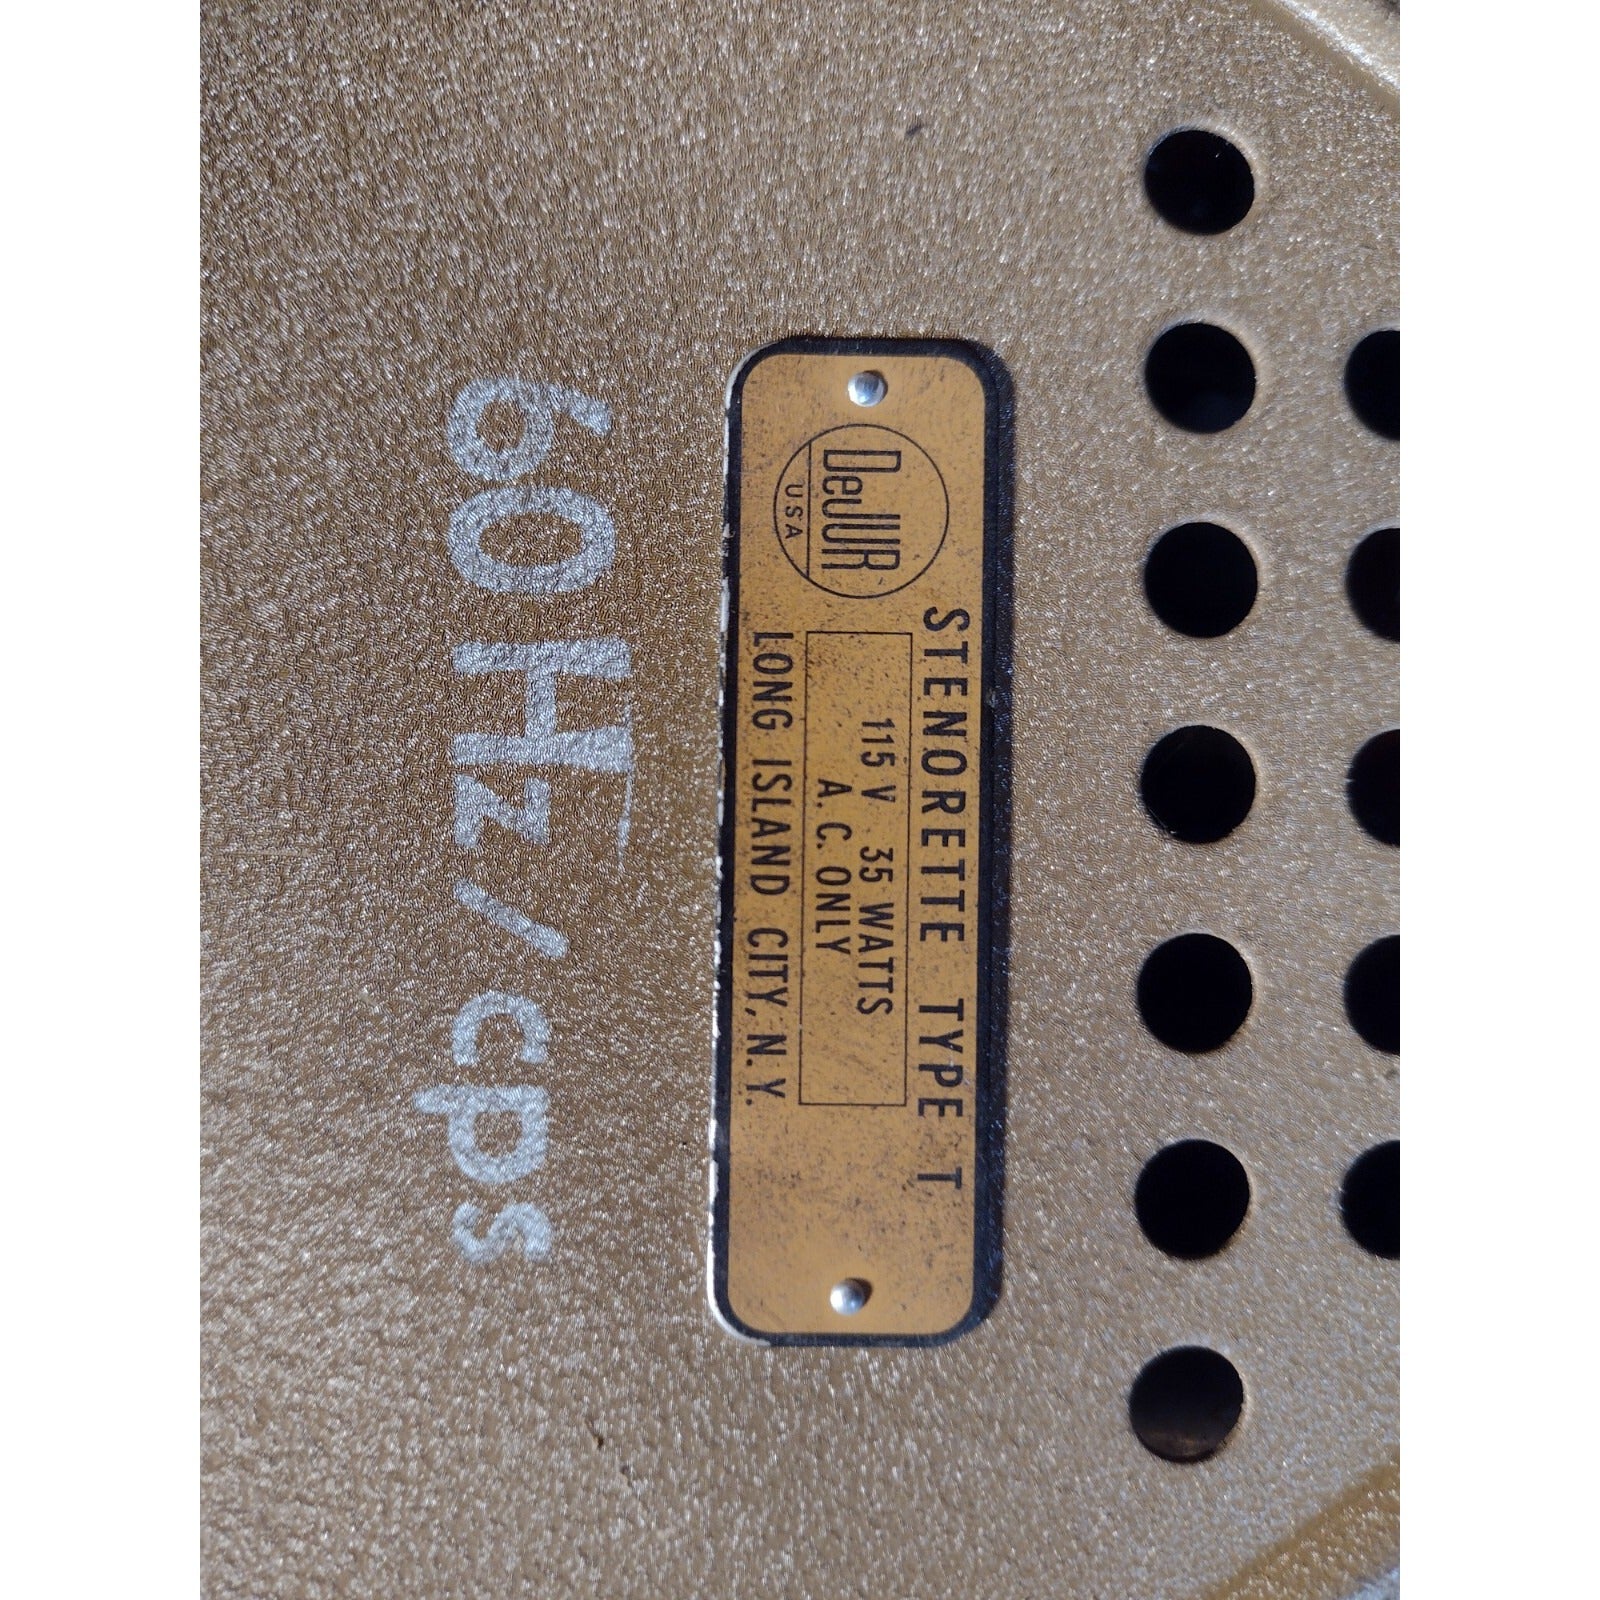 DeJUR
USA
STENORETTE TYPE T
115 V 35 WATTS
A.C. ONLY
LONG ISLAND CITY, N.Y.
60Hz/cps